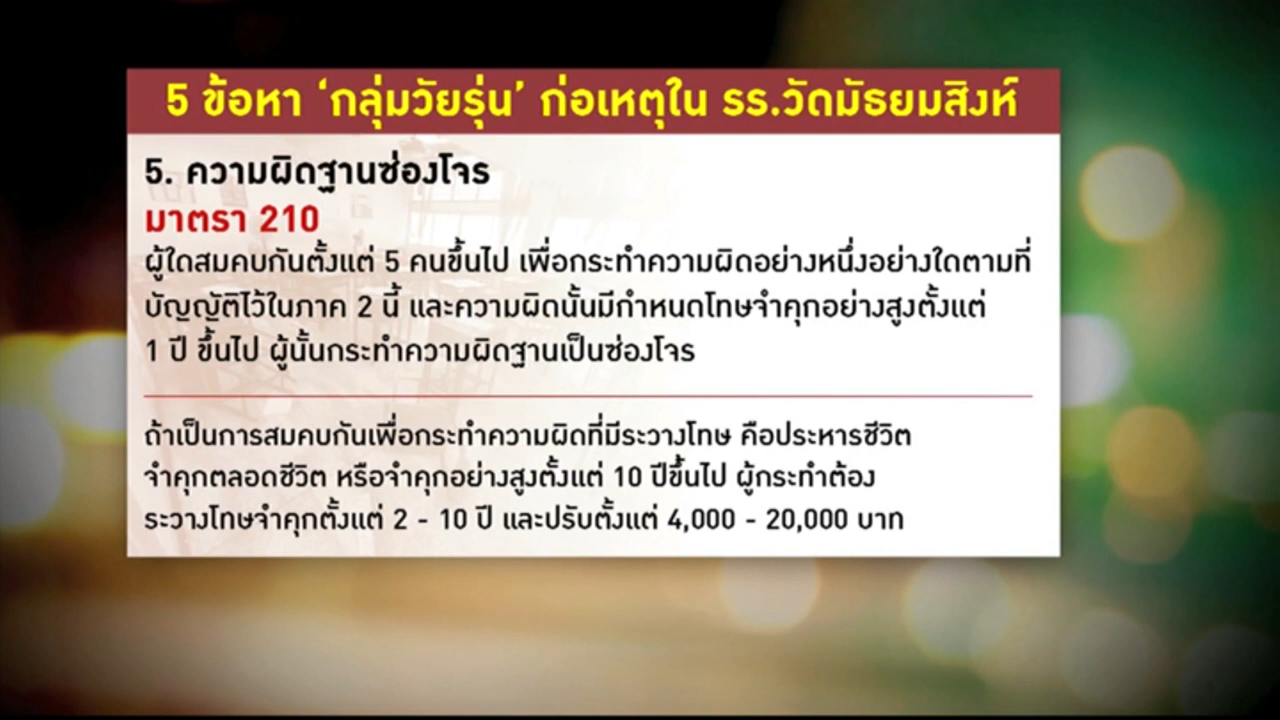 5 ข้อหา ‘กลุ่มวัยรุ่น’ ก่อเหตุใน รร.วัดมัธยมสิงห์
5. ความผิดฐานซ่องโจร
มาตรา 210
ผู้ใดสมคบกันตั้งแต่ 5 คนขึ้นไป เพื่อกระทำความผิดอย่างหนึ่งอย่างใดตามที่
บัญญัติไว้ในภาค 2 นี้ และความผิดนั้นมีกำหนดโทษจำคุกอย่างสูงตั้งแต่
1 ปี ขึ้นไป ผู้นั้นกระทำความผิดฐานเป็นซ่องโจร
ถ้าเป็นการสมคบกันเพื่อกระทำความผิดที่มีระวางโทษ คือประหารชีวิต
จำคุกตลอดชีวิต หรือจำคุกอย่างสูงตั้งแต่ 10 ปีขึ้นไป ผู้กระทำต้อง
ระวางโทษจำคุกตั้งแต่ 2 - 10 ปี และปรับตั้งแต่ 4,000 - 20,000 บาท